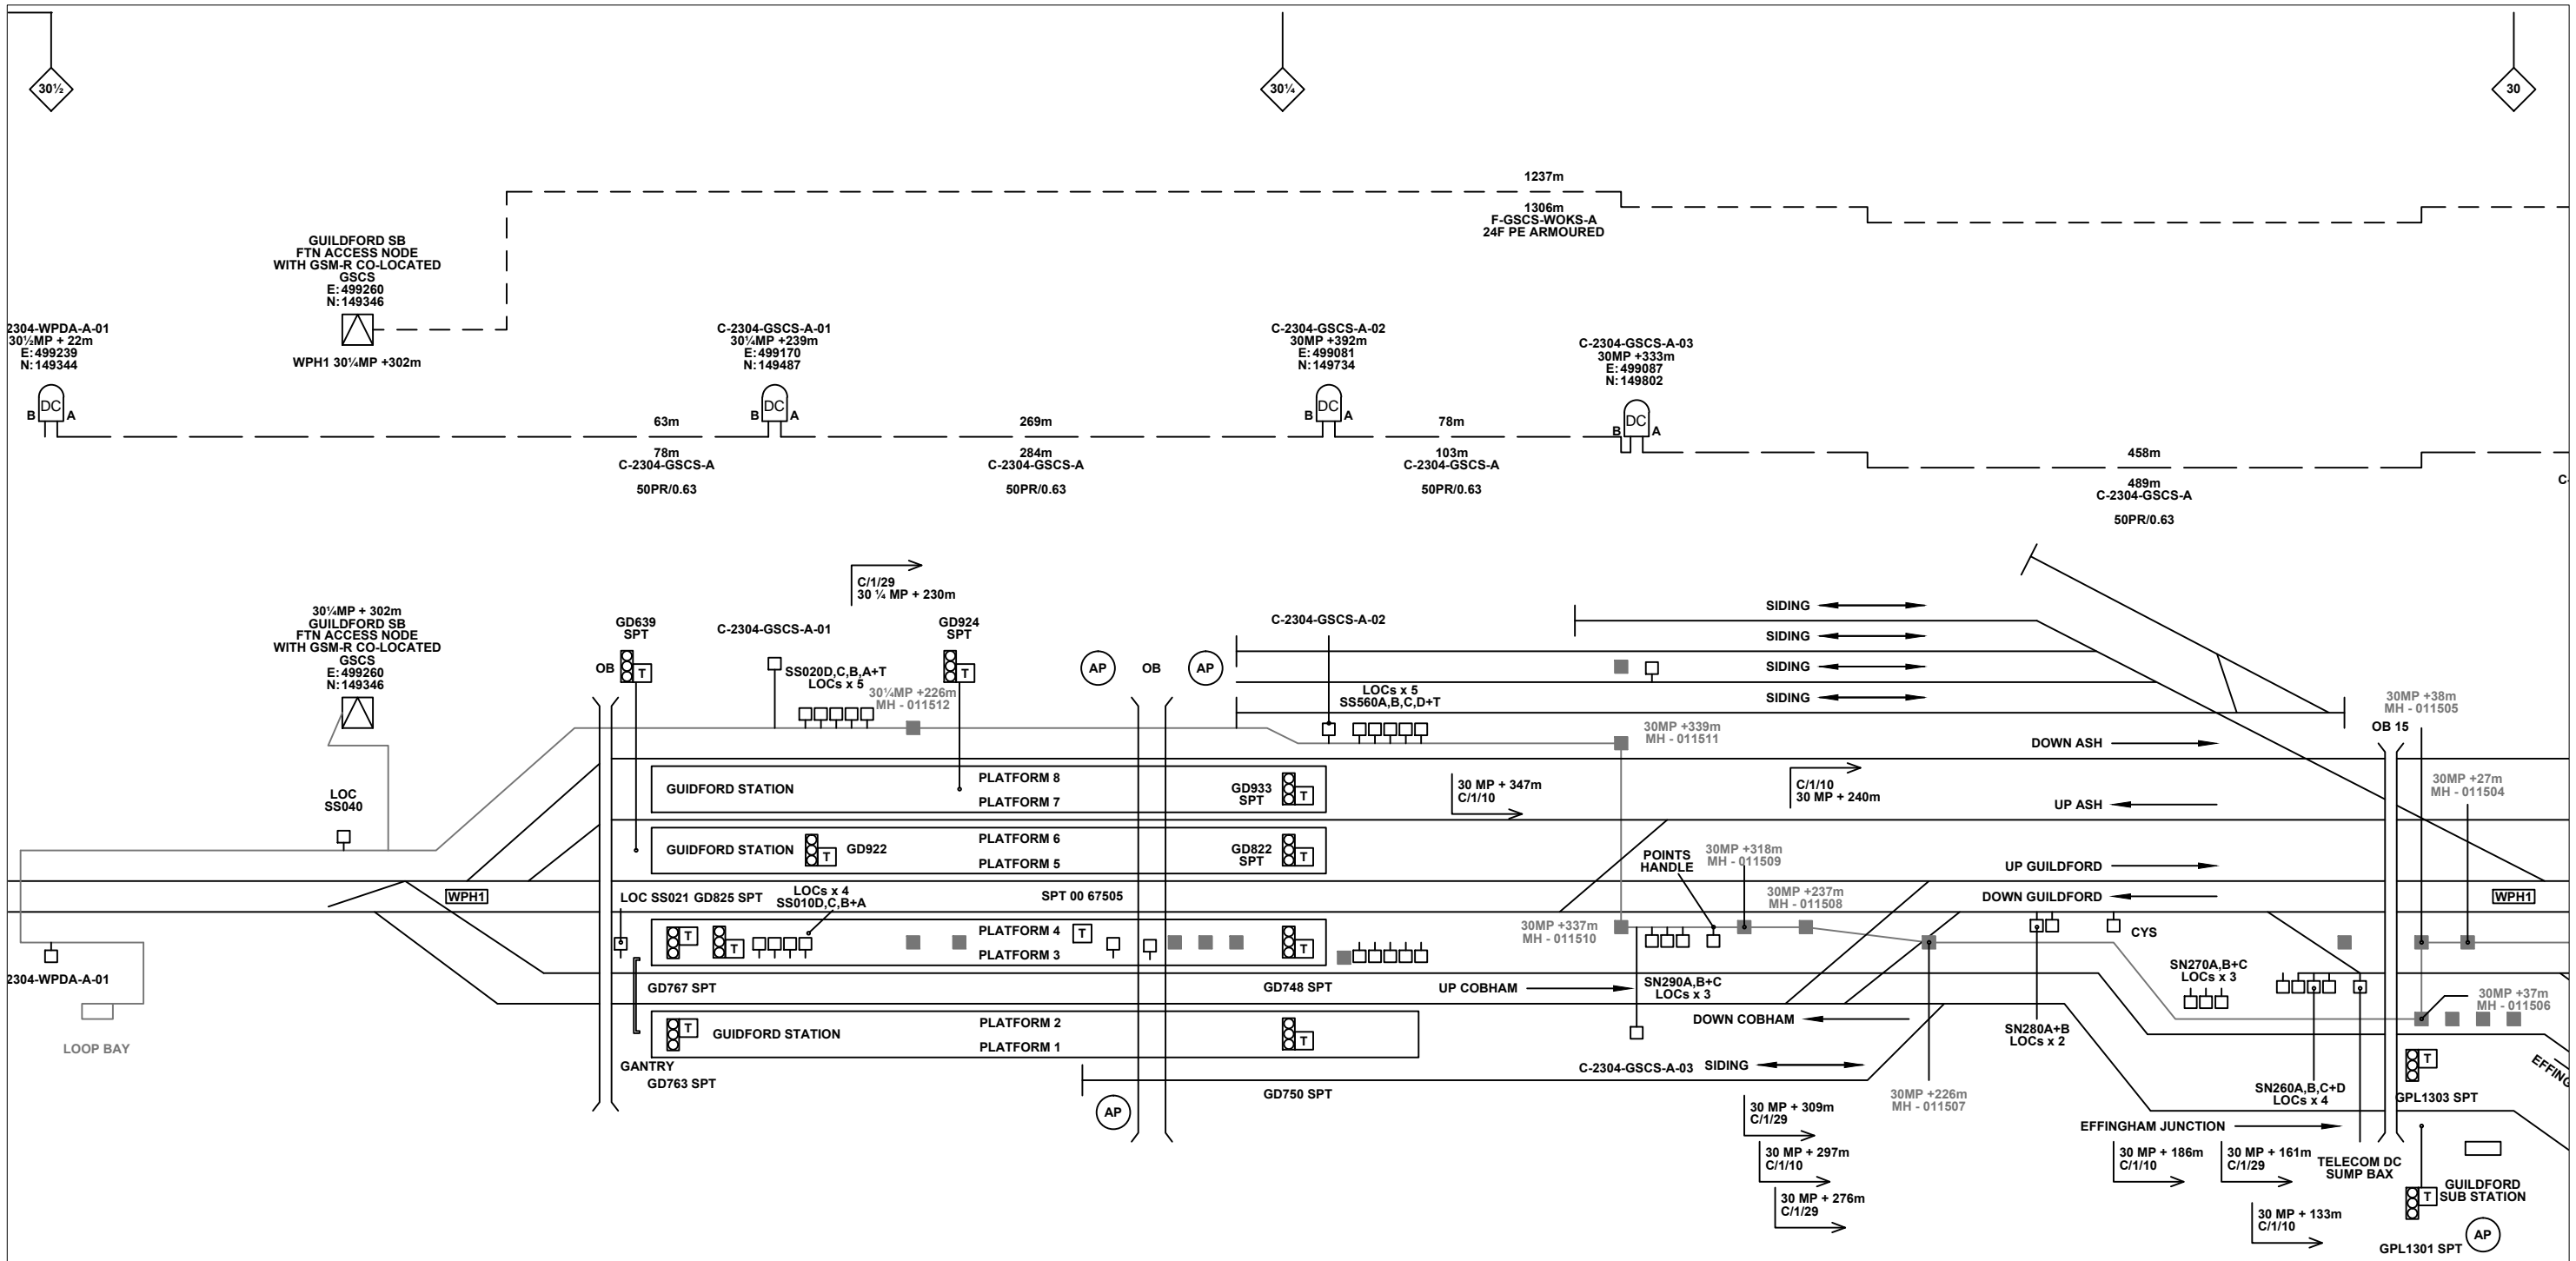 30½
30¼
30
1237m
1306m
F-GSCS-WOKS-A
24F PE ARMOURED
GUILDFORD SB
FTN ACCESS NODE
WITH GSM-R CO-LOCATED
GSCS
E:499260
N:149346
WPH1 30¼MP +302m
2304-WPDA-A-01
30½MP + 22m
E:499239
N:149344
B DC A
C-2304-GSCS-A-01
30¼MP +239m
E:499170
N:149487
B DC A
C-2304-GSCS-A-02
30MP +392m
E:499081
N:149734
B DC A
C-2304-GSCS-A-03
30MP +333m
E:499087
N:149802
B DC A
63m
78m
C-2304-GSCS-A
50PR/0.63
269m
284m
C-2304-GSCS-A
50PR/0.63
78m
103m
C-2304-GSCS-A
50PR/0.63
458m
489m
C-2304-GSCS-A
50PR/0.63
C-
C/1/29
30 ¼ MP + 230m
30¼MP + 302m
GUILDFORD SB
FTN ACCESS NODE
WITH GSM-R CO-LOCATED
GSCS
E:499260
N:149346
GD639
SPT
OB
T
C-2304-GSCS-A-01
SS020D,C,B,A+T
LOCs x 5
30¼MP +226m
MH - 011512
GD924
SPT
T
AP
OB
AP
C-2304-GSCS-A-02
LOCs x 5
SS560A,B,C,D+T
SIDING
SIDING
SIDING
SIDING
30MP +339m
MH - 011511
30MP +38m
MH - 011505
OB 15
DOWN ASH
LOC
SS040
GUIDFORD STATION
PLATFORM 8
PLATFORM 7
GD933
SPT
T
30 MP + 347m
C/1/10
C/1/10
30 MP + 240m
UP ASH
30MP +27m
MH - 011504
GUIDFORD STATION
T
GD922
PLATFORM 6
PLATFORM 5
GD822
SPT
T
POINTS
HANDLE
30MP +318m
MH - 011509
UP GUILDFORD
WPH1
LOC SS021 GD825 SPT
LOCs x 4
SS010D,C,B+A
SPT 00 67505
30MP +237m
MH - 011508
DOWN GUILDFORD
WPH1
T
T
PLATFORM 4
PLATFORM 3
T
T
30MP +337m
MH - 011510
CYS
2304-WPDA-A-01
LOOP BAY
GD767 SPT
GD748 SPT
UP COBHAM
SN290A,B+C
LOCs x 3
SN270A,B+C
LOCs x 3
30MP +37m
MH - 011506
T
GUIDFORD STATION
PLATFORM 2
PLATFORM 1
T
DOWN COBHAM
SN280A+B
LOCs x 2
GANTRY
GD763 SPT
C-2304-GSCS-A-03
SIDING
GD750 SPT
AP
30MP +226m
MH - 011507
SN260A,B,C+D
LOCs x 4
T
GPL1303 SPT
EFFING
30 MP + 309m
C/1/29
30 MP + 297m
C/1/10
30 MP + 276m
C/1/29
EFFINGHAM JUNCTION
30 MP + 186m
C/1/10
30 MP + 161m
C/1/29
30 MP + 133m
C/1/10
TELECOM DC
SUMP BAX
GUILDFORD
SUB STATION
T
GPL1301 SPT
AP